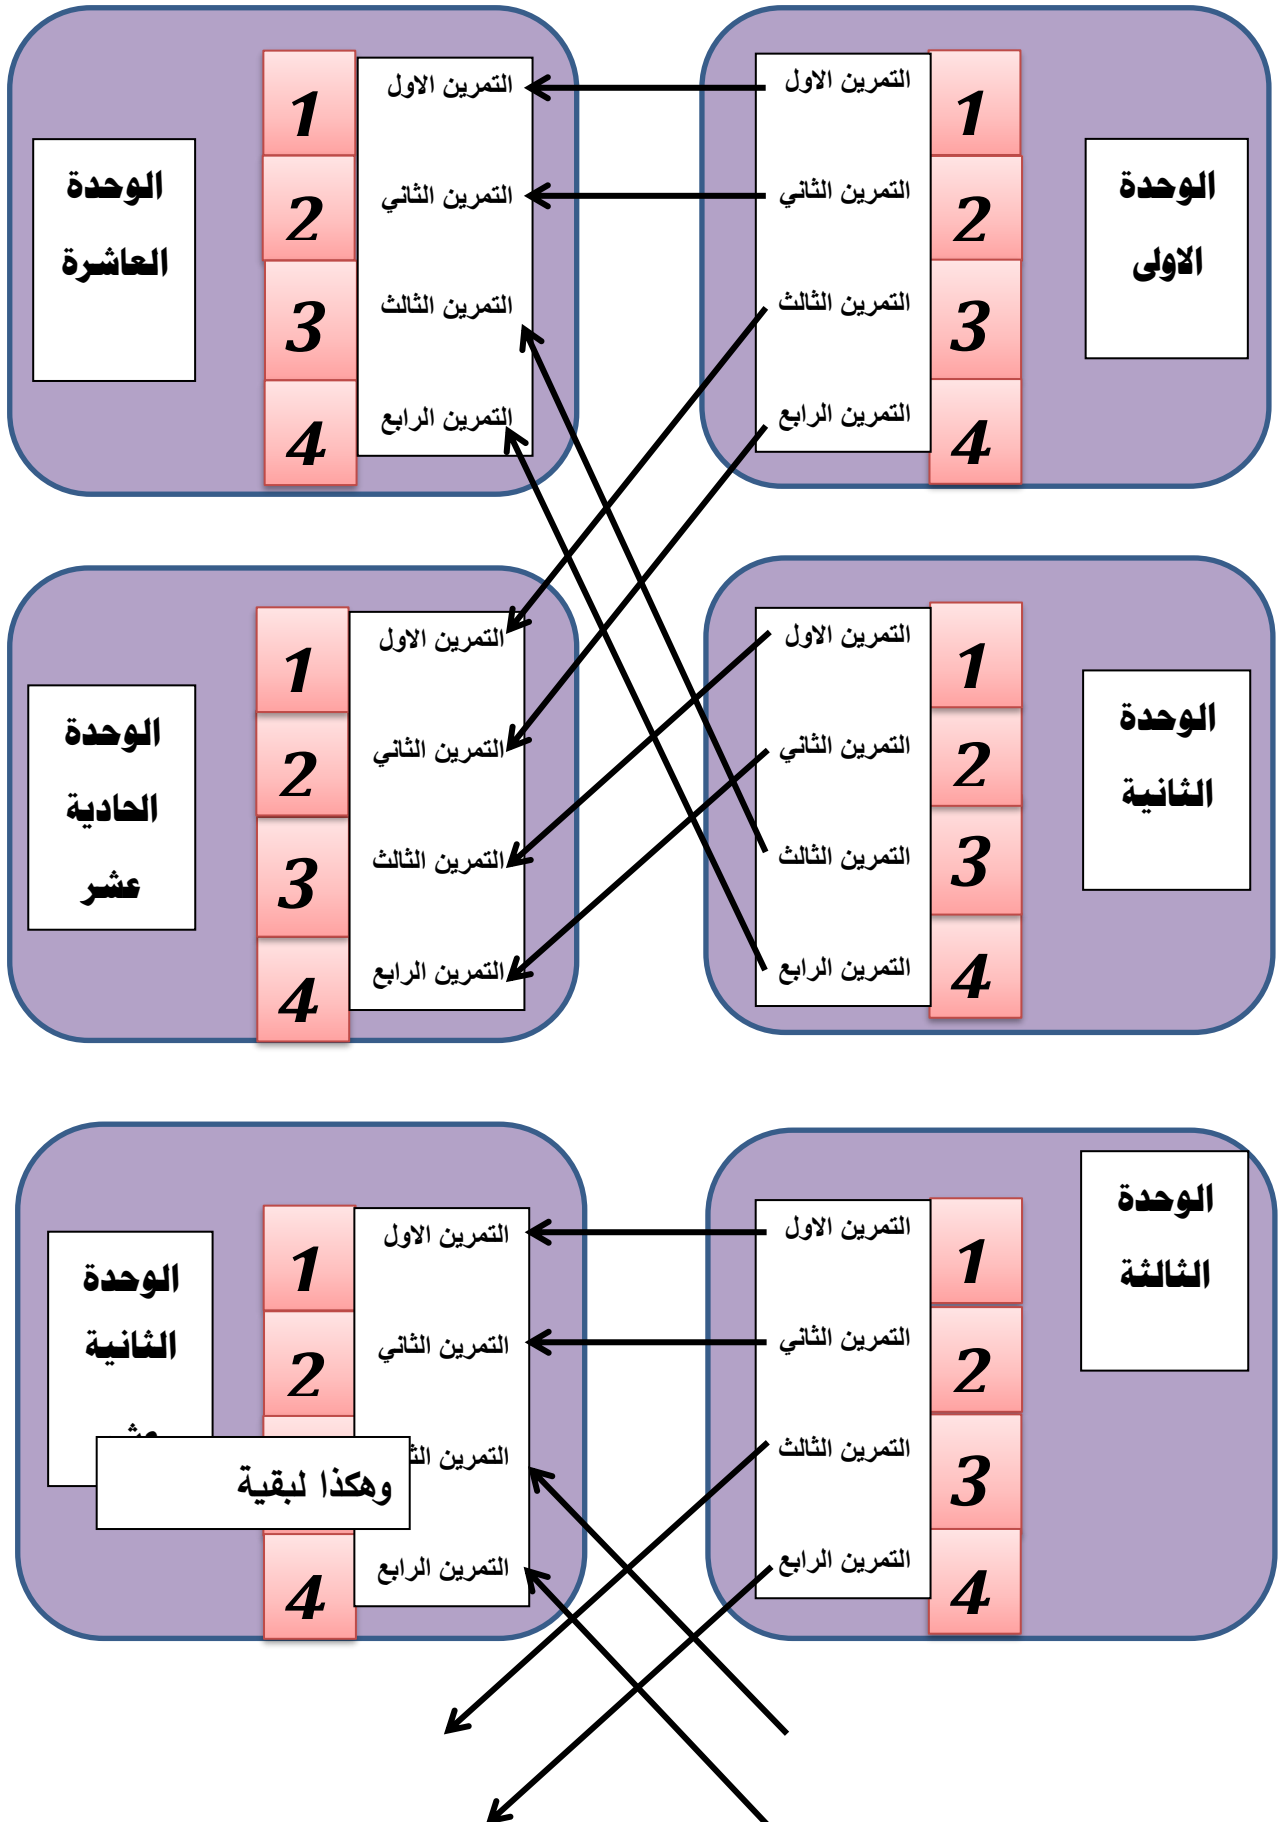 الوحدة
الاولى
1
التمرين الاول
2
التمرين الثاني
3
التمرين الثالث
4
التمرين الرابع
الوحدة
العاشرة
1
التمرين الاول
2
التمرين الثاني
3
التمرين الثالث
4
التمرين الرابع
الوحدة
الثانية
1
التمرين الاول
2
التمرين الثاني
3
التمرين الثالث
4
التمرين الرابع
الوحدة
الحادية
عشر
1
التمرين الاول
2
التمرين الثاني
3
التمرين الثالث
4
التمرين الرابع
الوحدة
الثالثة
1
التمرين الاول
2
التمرين الثاني
3
التمرين الثالث
4
التمرين الرابع
الوحدة
الثانية
1
التمرين الاول
2
التمرين الثاني
التمرين
4
التمرين الرابع
وهكذا لبقية